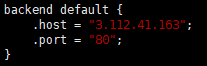 backend default {
    .host = "3.112.41.163";
    .port = "80";
}